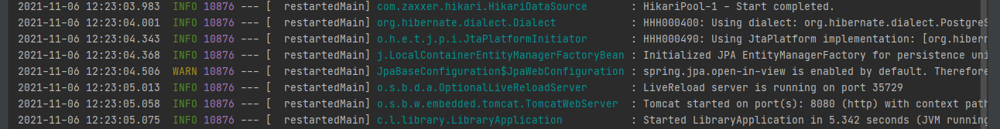 2021-11-06 12:23:03.983  INFO 10876 --- [  restartedMain] com.zaxxer.hikari.HikariDataSource       : HikariPool-1 - Start completed.
2021-11-06 12:23:04.001  INFO 10876 --- [  restartedMain] org.hibernate.dialect.Dialect            : HHH000400: Using dialect: org.hibernate.dialect.PostgreS
2021-11-06 12:23:04.343  INFO 10876 --- [  restartedMain] o.h.e.t.j.p.i.JtaPlatformInitiator       : HHH000490: Using JtaPlatform implementation: [org.hibern
2021-11-06 12:23:04.368  INFO 10876 --- [  restartedMain] j.LocalContainerEntityManagerFactoryBean : Initialized JPA EntityManagerFactory for persistence uni
2021-11-06 12:23:04.506  WARN 10876 --- [  restartedMain] JpaBaseConfiguration$JpaWebConfiguration : spring.jpa.open-in-view is enabled by default. Therefore
2021-11-06 12:23:05.013  INFO 10876 --- [  restartedMain] o.s.b.d.a.OptionalLiveReloadServer       : LiveReload server is running on port 35729
2021-11-06 12:23:05.058  INFO 10876 --- [  restartedMain] o.s.b.w.embedded.tomcat.TomcatWebServer  : Tomcat started on port(s): 8080 (http) with context path
2021-11-06 12:23:05.075  INFO 10876 --- [  restartedMain] c.l.library.LibraryApplication           : Started LibraryApplication in 5.342 seconds (JVM running